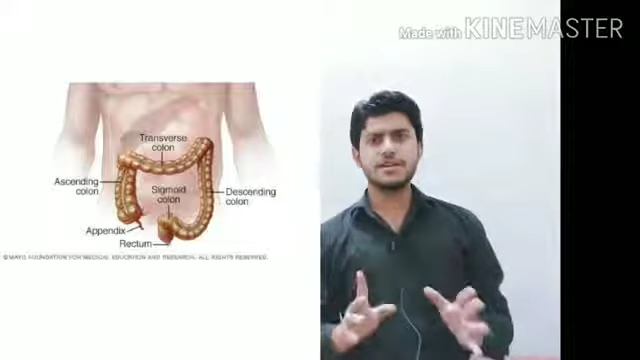 Made with KINEMASTER
Transverse
colon
Ascending
colon
Sigmoid
colon
Descending
colon
Appendix
Rectum
© MAYO FOUNDATION FOR MEDICAL EDUCATION AND RESEARCH. ALL RIGHTS RESERVED.